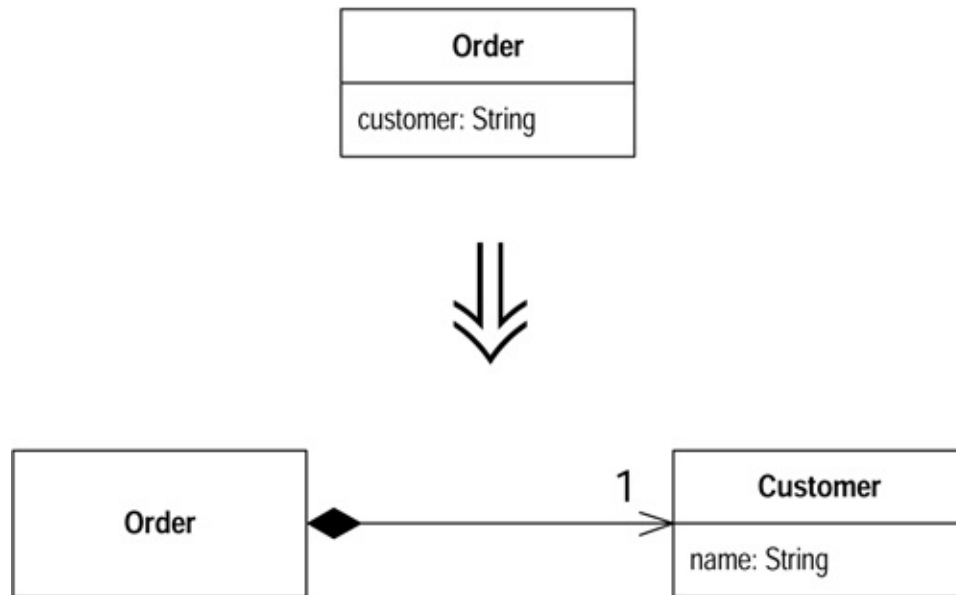 Order
customer: String
1
Customer
Order
name: String